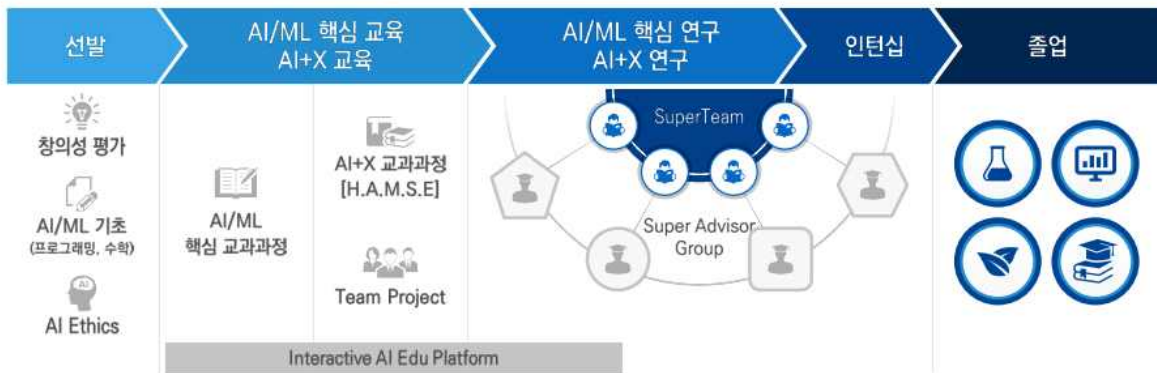 선발
AI/ML 핵심 교육
AI+X 교육
AI/ML 핵심 연구
AI+X 연구
인턴십
졸업
창의성 평가
AI/ML 기초
(프로그래밍, 수학)
AI
AI Ethics
AI/ML
핵심 교과과정
AI+X 교과과정
[H.A.M.S.E]
Team Project
SuperTeam
Super Advisor
Group
Interactive AI Edu Platform